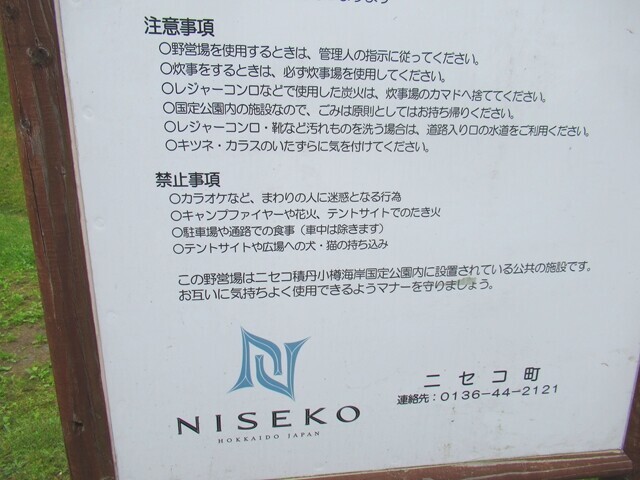 注意事項
○野営場を使用するときは、管理人の指示に従ってください。
○炊事をするときは、必ず炊事場を使用してください。
○レジャーコンロなどで使用した炭火は、炊事場のカマドへ捨ててください。
○国定公園内の施設なので、ごみは原則としてはお持ち帰りください。
○レジャーコンロ・靴など汚れものを洗う場合は、道路入り口の水道をご利用ください。
○キツネ・カラスのいたずらに気を付けてください。
禁止事項
○カラオケなど、まわりの人に迷惑となる行為
○キャンプファイヤーや花火、テントサイトでのたき火
○駐車場や通路での食事（車中は除きます）
○テントサイトや広場への犬・猫の持ち込み
この野営場はニセコ積丹小樽海岸国定公園内に設置されている公共の施設です。
お互いに気持ちよく使用できるようマナーを守りましょう。
NISEKO
HOKKAIDO JAPAN
ニセコ町
連絡先：0136-44-2121